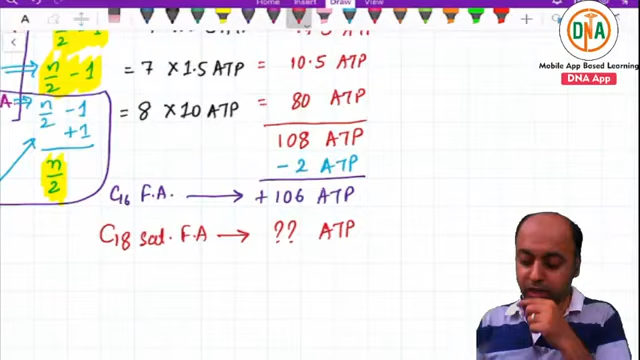 File Home Insert Draw View
A
DNA
Mobile App Based Learning
DNA App
n/2 - 1 = 7 × 1.5 ATP = 10.5 ATP
A ⇒ n/2 - 1 = 8 × 10 ATP = 80 ATP
+1
108 ATP
n/2
- 2 ATP
C16 F.A. → + 106 ATP
C18 sat. F.A → ?? ATP